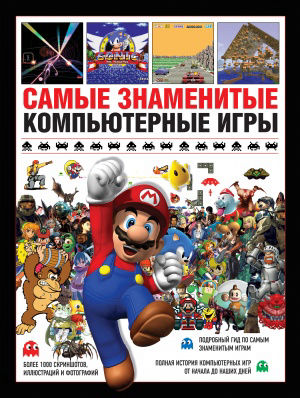 SONIC
САМЫЕ ЗНАМЕНИТЫЕ
КОМПЬЮТЕРНЫЕ ИГРЫ
M
ПОДРОБНЫЙ ГИД ПО САМЫМ
ЗНАМЕНИТЫМ ИГРАМ
БОЛЕЕ 1000 СКРИНШОТОВ,
ИЛЛЮСТРАЦИЙ И ФОТОГРАФИЙ
ПОЛНАЯ ИСТОРИЯ КОМПЬЮТЕРНЫХ ИГР
ОТ НАЧАЛА ДО НАШИХ ДНЕЙ